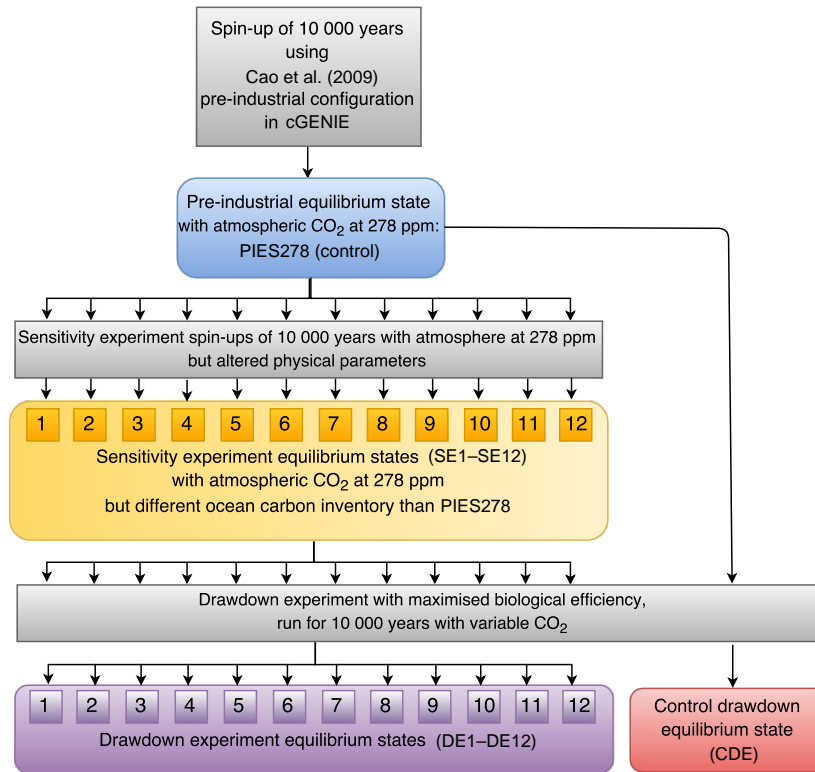 Spin-up of 10 000 years
using
Cao et al. (2009)
pre-industrial configuration
in cGENIE
Pre-industrial equilibrium state
with atmospheric CO₂ at 278 ppm:
PIES278 (control)
Sensitivity experiment spin-ups of 10 000 years with atmosphere at 278 ppm
but altered physical parameters
1 2 3 4 5 6 7 8 9 10 11 12
Sensitivity experiment equilibrium states (SE1–SE12)
with atmospheric CO₂ at 278 ppm
but different ocean carbon inventory than PIES278
Drawdown experiment with maximised biological efficiency,
run for 10 000 years with variable CO₂
1 2 3 4 5 6 7 8 9 10 11 12
Drawdown experiment equilibrium states (DE1–DE12)
Control drawdown
equilibrium state
(CDE)